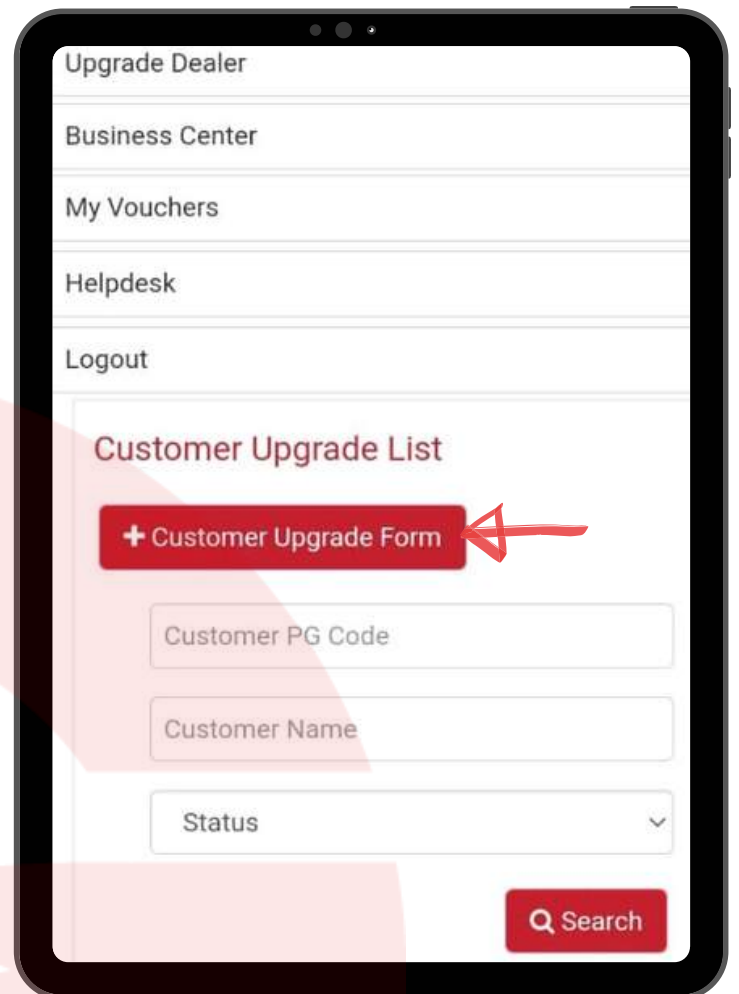 Upgrade Dealer
Business Center
My Vouchers
Helpdesk
Logout
Customer Upgrade List
+ Customer Upgrade Form
Customer PG Code
Customer Name
Status
Search